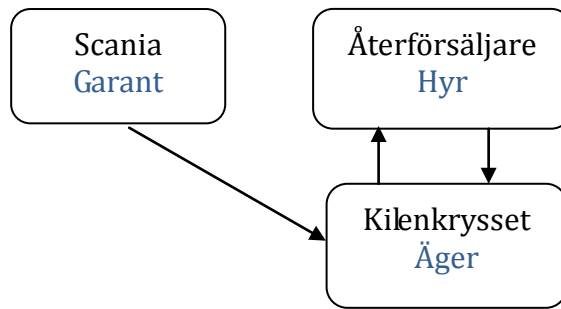 Scania
Garant
Återförsäljare
Hyr
Kilenkrysset
Äger